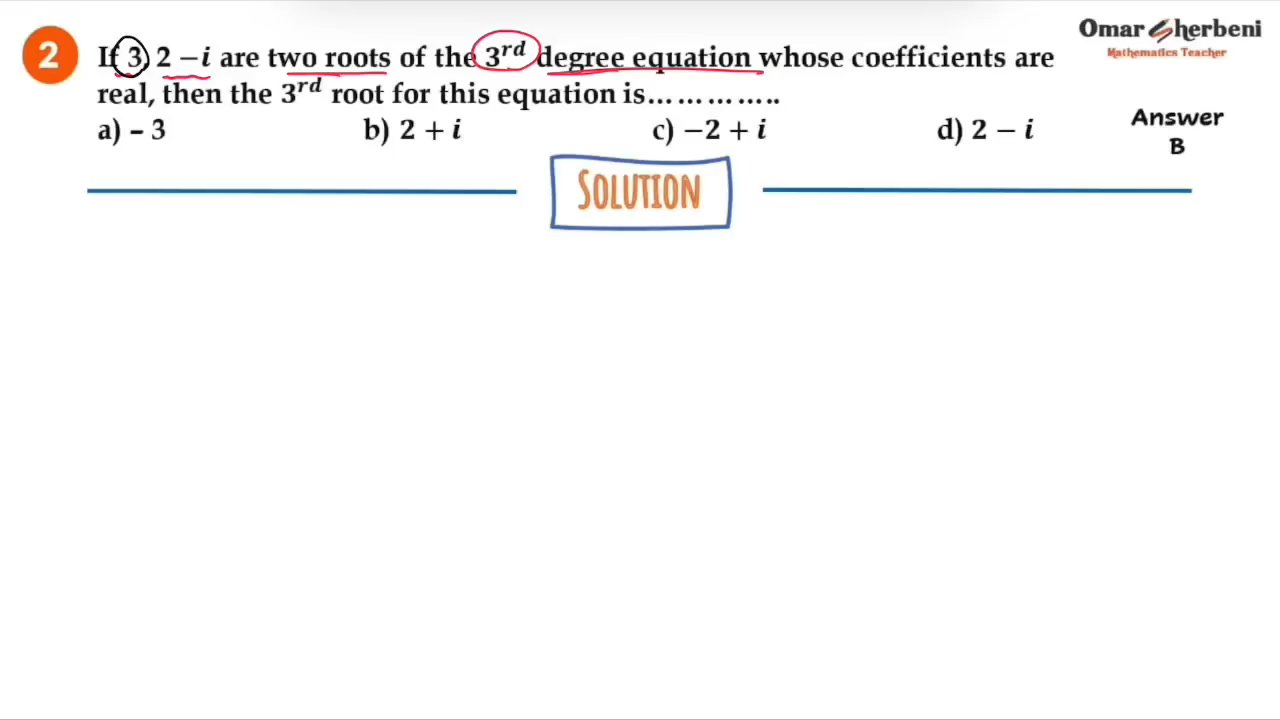 2
Omar Sherbeni
Mathematics Teacher
If 3, 2 − i are two roots of the 3ʳᵈ degree equation whose coefficients are
real, then the 3ʳᵈ root for this equation is… … … …..
a) – 3 b) 2 + i c) −2 + i d) 2 − i
Answer
B
SOLUTION